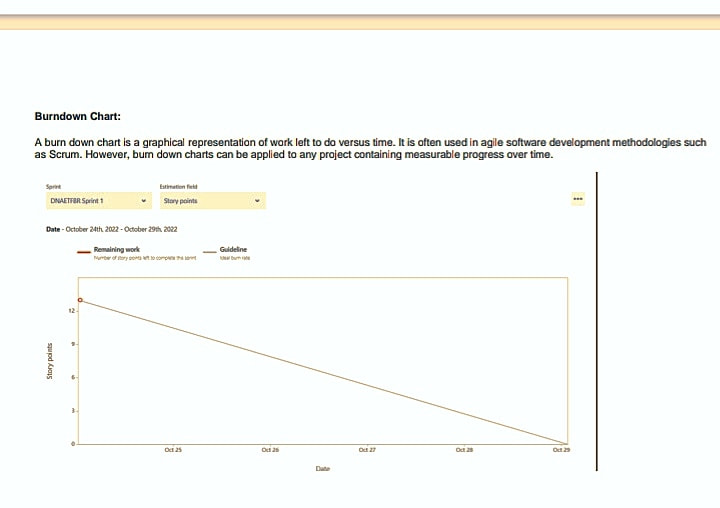 Burndown Chart:
A burn down chart is a graphical representation of work left to do versus time. It is often used in agile software development methodologies such
as Scrum. However, burn down charts can be applied to any project containing measurable progress over time.
Sprint Estimation field
DNAETFBR Sprint 1 Story points
Date - October 24th, 2022 - October 29th, 2022
Remaining work Guideline
Number of story points left to complete this sprint Ideal burn rate
12
9
6
3
0
Story points
Oct 25 Oct 26 Oct 27 Oct 28 Oct 29
Date